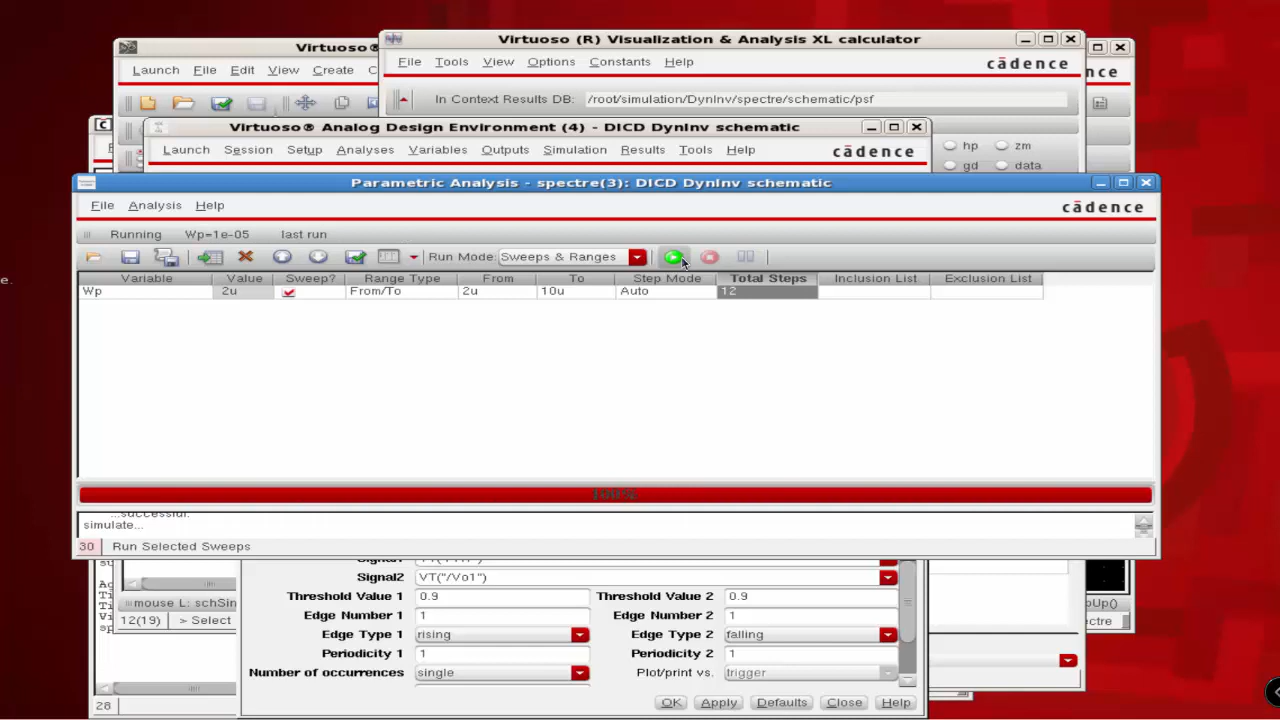 Virtuoso®
Virtuoso (R) Visualization & Analysis XL calculator
Launch File Edit View Create C
File Tools View Options Constants Help
cādence
nce
In Context Results DB: /root/simulation/DynInv/spectre/schematic/psf
Virtuoso® Analog Design Environment (4) - DICD DynInv schematic
Launch Session Setup Analyses Variables Outputs Simulation Results Tools Help
cādence
hp zm
gd data
Parametric Analysis - spectre(3): DICD DynInv schematic
File Analysis Help
cādence
Running Wp=1e-05 last run
Run Mode: Sweeps & Ranges
e.
Variable Value Sweep? Range Type From To Step Mode Total Steps Inclusion List Exclusion List
Wp 2u From/To 2u 10u Auto 12
100%
...successful.
simulate...
30 Run Selected Sweeps
Signal2 VT("/Vo1")
Threshold Value 1 0.9 Threshold Value 2 0.9
Edge Number 1 1 Edge Number 2 1
Edge Type 1 rising Edge Type 2 falling
Periodicity 1 1 Periodicity 2 1
Number of occurrences single Plot/print vs. trigger
OK Apply Defaults Close Help
mouse L: schSin
12(19) > Select
28
pUp()
ctre